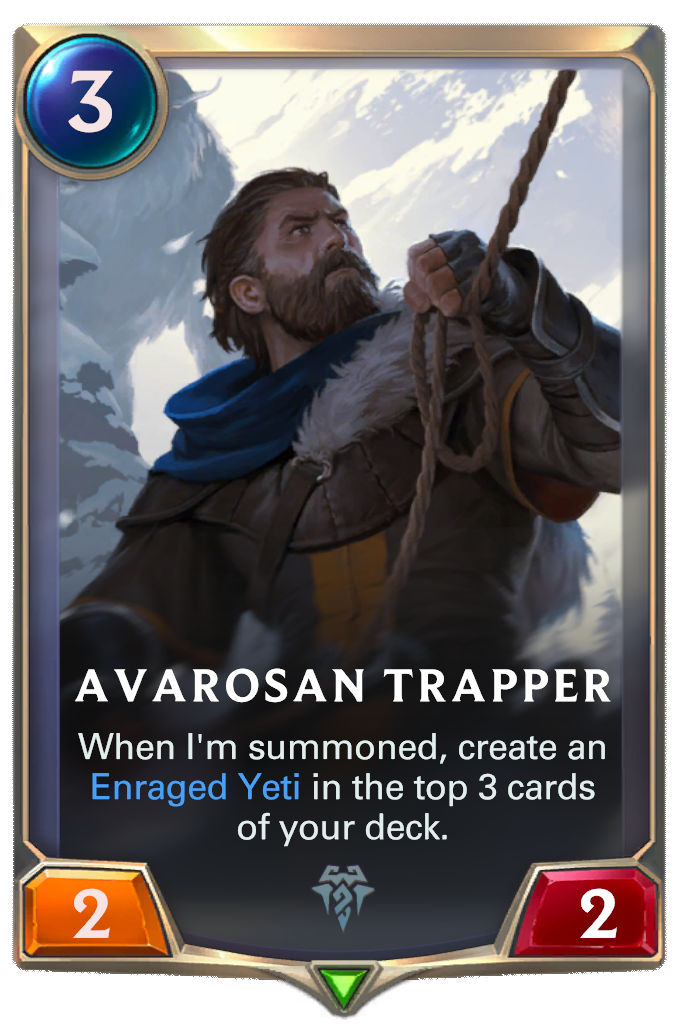 3
AVAROSAN TRAPPER
When I'm summoned, create an
Enraged Yeti in the top 3 cards
of your deck.
2
2